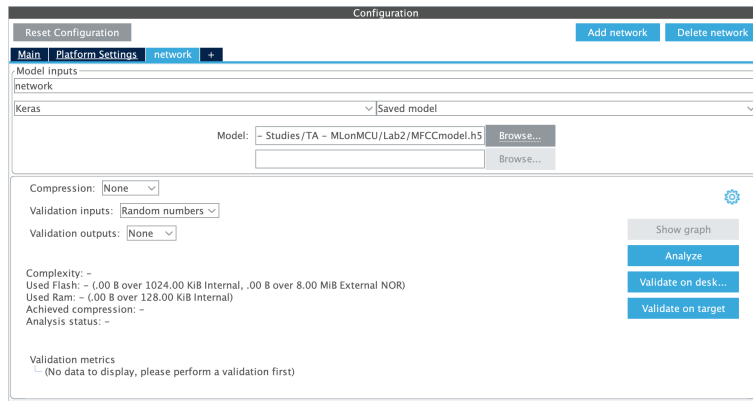 Configuration
Reset Configuration Add network Delete network
Main Platform Settings network +
Model inputs
network
Keras Saved model
Model: – Studies/TA – MLonMCU/Lab2/MFCCmodel.h5 Browse...
Browse...
Compression: None
Validation inputs: Random numbers
Validation outputs: None
Show graph
Analyze
Complexity: –
Used Flash: – (.00 B over 1024.00 KiB Internal, .00 B over 8.00 MiB External NOR)
Validate on desk...
Used Ram: – (.00 B over 128.00 KiB Internal)
Achieved compression: –
Validate on target
Analysis status: –
Validation metrics
(No data to display, please perform a validation first)